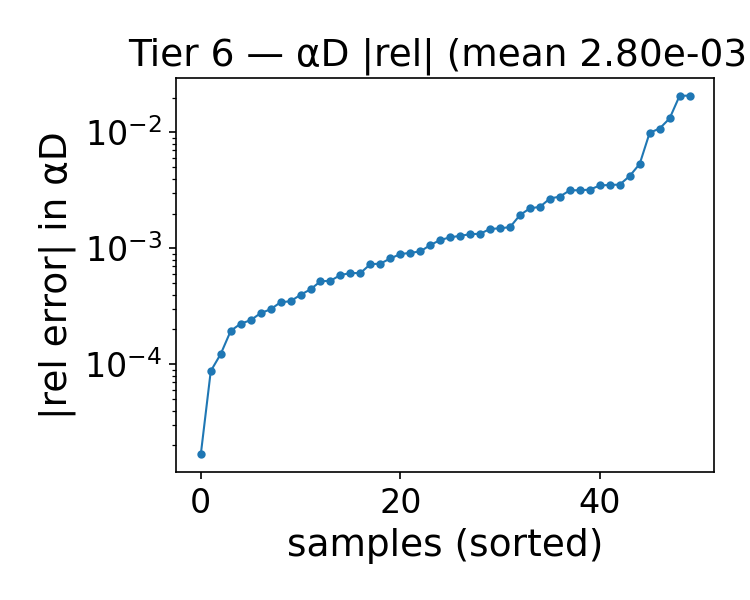 Tier 6 — αD |rel| (mean 2.80e-03
|rel error| in αD
10⁻²
10⁻³
10⁻⁴
0 20 40
samples (sorted)